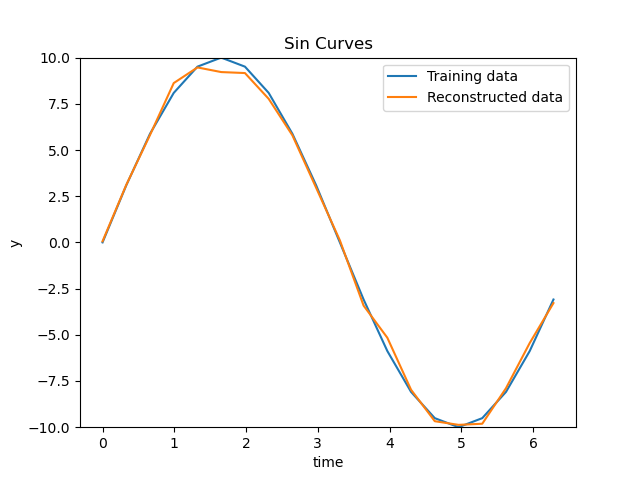 Sin Curves
Training data
Reconstructed data
10.0
7.5
5.0
2.5
0.0
−2.5
−5.0
−7.5
−10.0
y
0 1 2 3 4 5 6
time